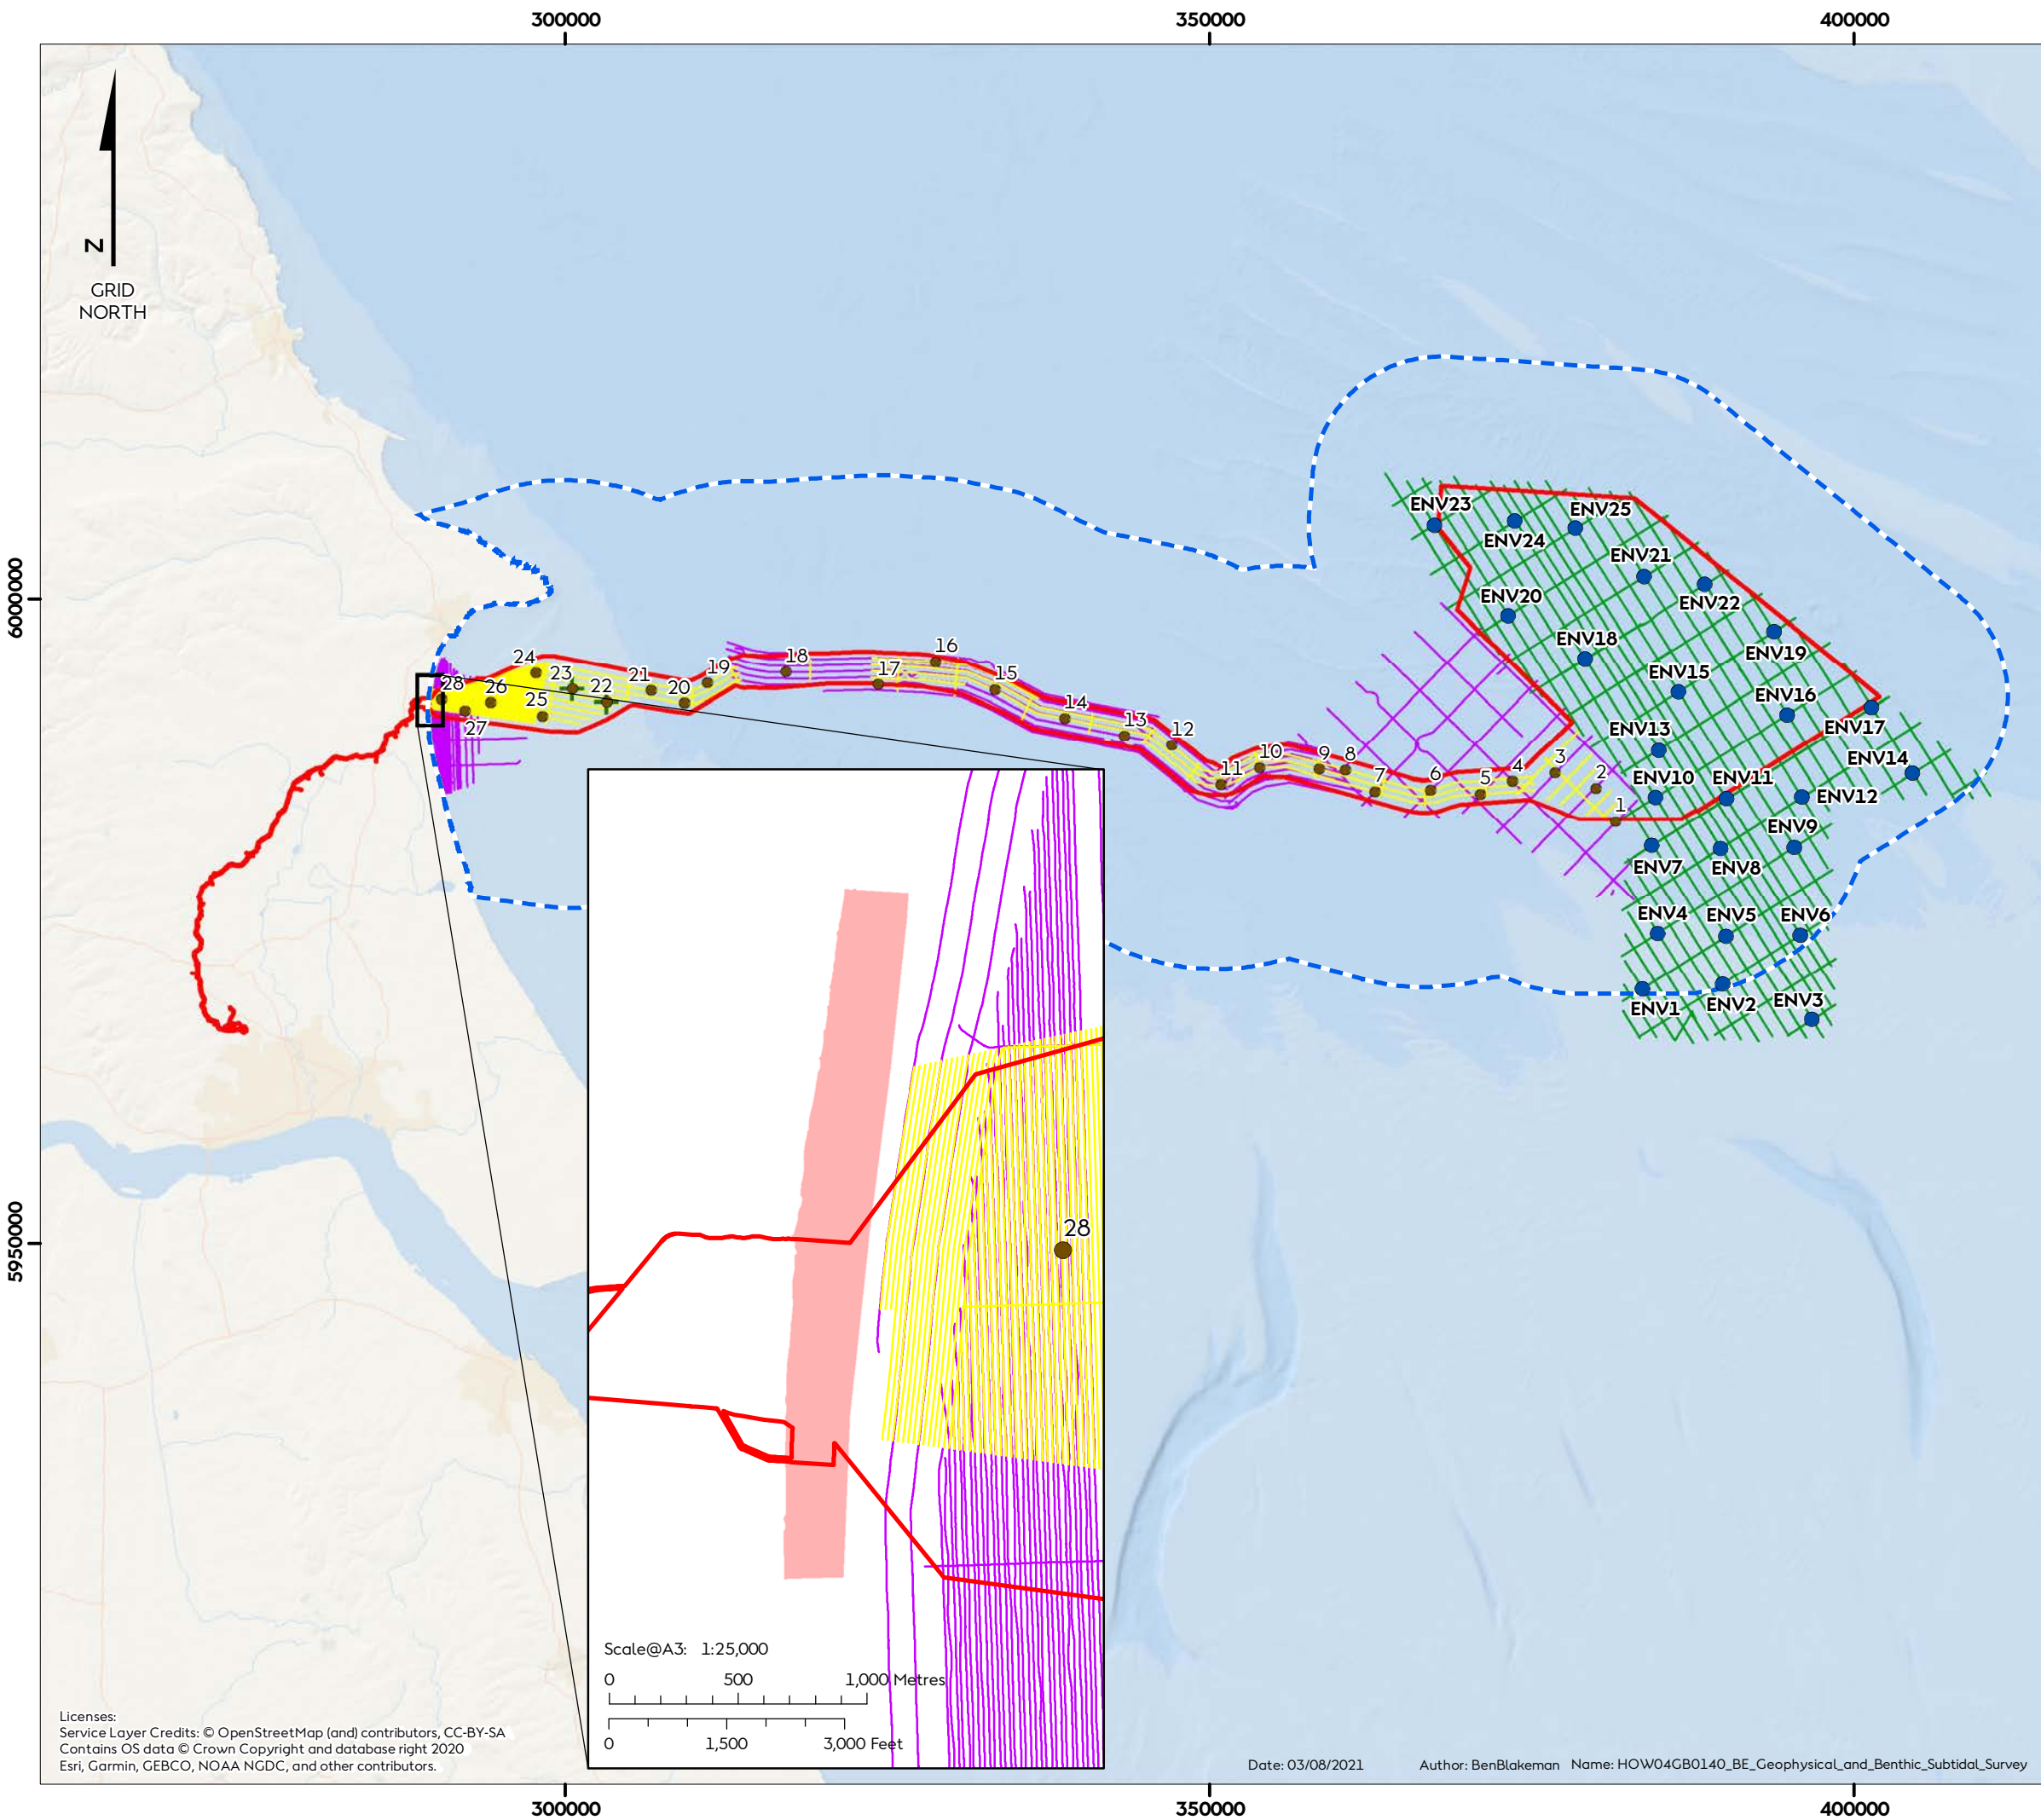 300000
350000
400000
N
GRID
NORTH
6000000
5950000
ENV23
ENV25
ENV24
ENV21
ENV20
ENV22
ENV18
ENV19
ENV15
ENV16
ENV17
ENV13
ENV14
ENV10
ENV11
ENV12
ENV9
ENV7
ENV8
ENV4
ENV5
ENV6
ENV1
ENV2
ENV3
28
27
26
24
25
23
22
21
20
19
18
17
16
15
14
13
12
11
10
9
8
7
6
5
4
3
2
1
28
Scale@A3: 1:25,000
0 500 1,000 Metres
0 1,500 3,000 Feet
Licenses:
Service Layer Credits: © OpenStreetMap (and) contributors, CC-BY-SA
Contains OS data © Crown Copyright and database right 2020
Esri, Garmin, GEBCO, NOAA NGDC, and other contributors.
Date: 03/08/2021 Author: BenBlakeman Name: HOW04GB0140_BE_Geophysical_and_Benthic_Subtidal_Survey
300000
350000
400000